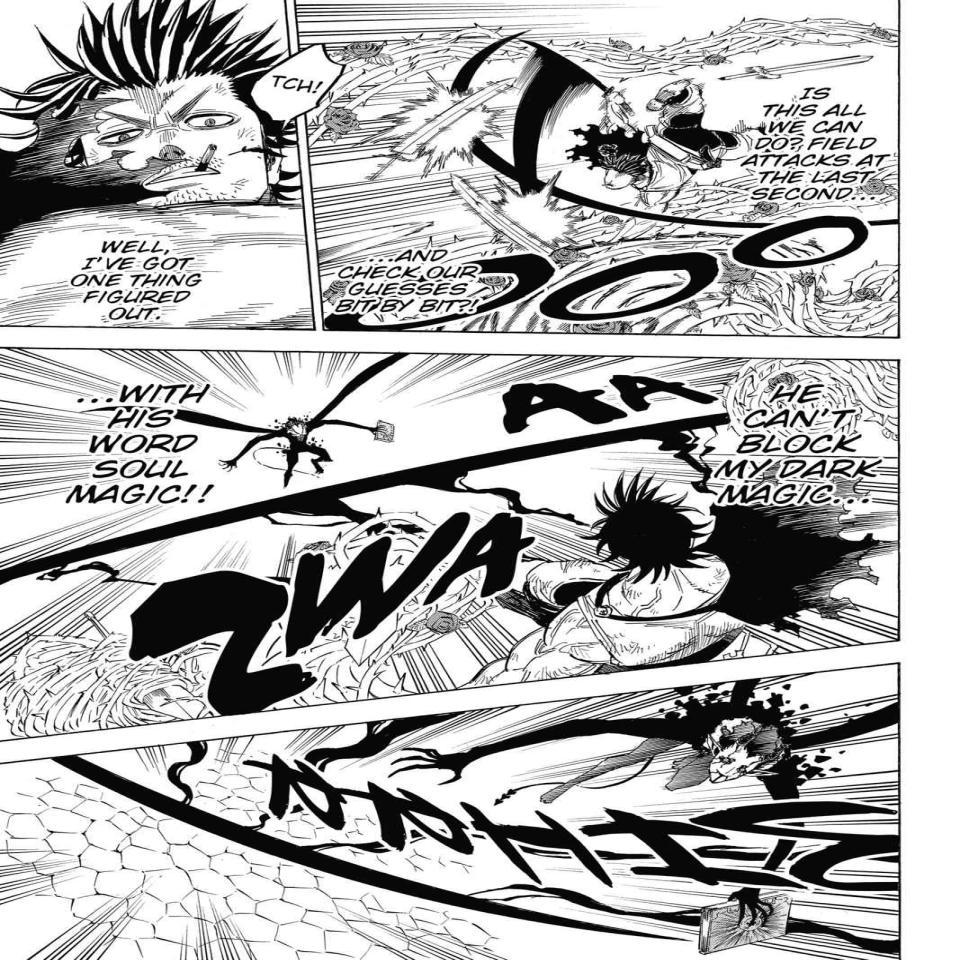 IS
THIS ALL
WE CAN
DO? FIELD
ATTACKS AT
THE LAST
SECOND...
...AND
CHECK OUR
GUESSES
BIT BY BIT?!
OOO
TCH!
WELL,
I'VE GOT
ONE THING
FIGURED
OUT.
HE
CAN'T
BLOCK
MY DARK
MAGIC...
...WITH
HIS
WORD
SOUL
MAGIC!!
ZWA
AA